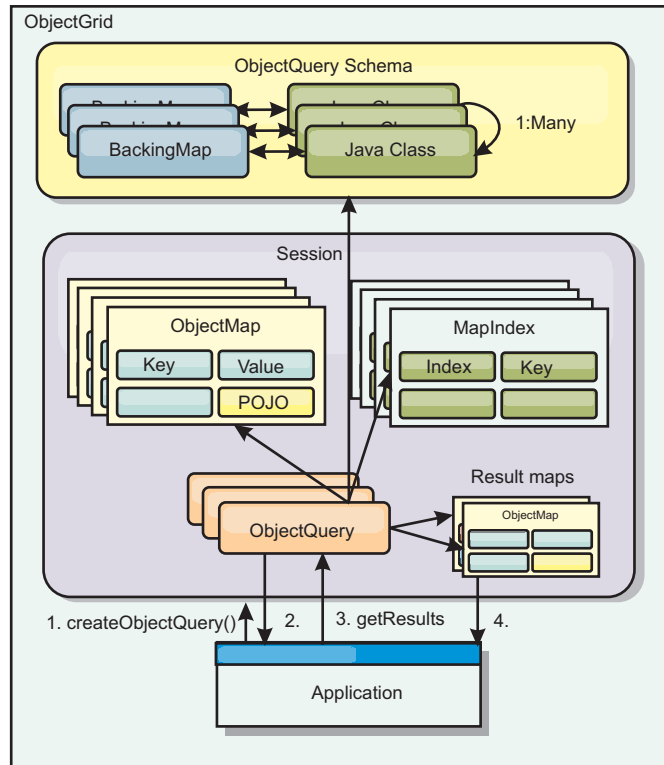 ObjectGrid
ObjectQuery Schema
BackingMap
Java Class
1:Many
Session
ObjectMap
Key
Value
POJO
MapIndex
Index
Key
Result maps
ObjectMap
ObjectQuery
1. createObjectQuery()
2.
3. getResults
4.
Application